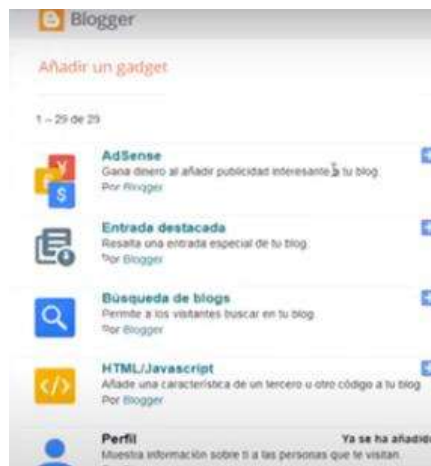 Blogger
Añadir un gadget
1 – 29 de 29
AdSense
Gana dinero al añadir publicidad interesante a tu blog.
Por Blogger
Entrada destacada
Resalta una entrada especial de tu blog.
Por Blogger
Búsqueda de blogs
Permite a los visitantes buscar en tu blog.
Por Blogger
HTML/Javascript
Añade una característica de un tercero u otro código a tu blog
Por Blogger
Perfil
Ya se ha añadido
Muestra información sobre ti a las personas que te visitan.